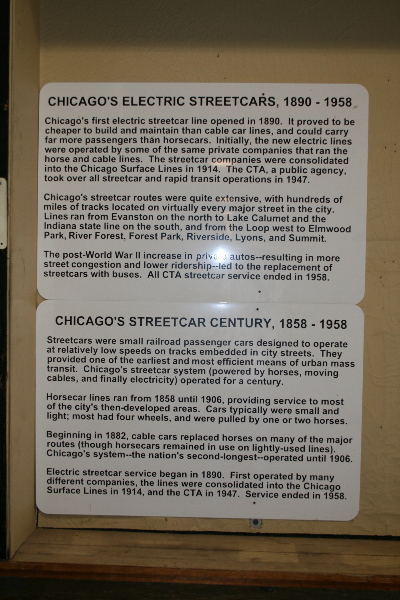 CHICAGO'S ELECTRIC STREETCARS, 1890 - 1958
Chicago's first electric streetcar line opened in 1890. It proved to be
cheaper to build and maintain than cable car lines, and could carry
far more passengers than horsecars. Initially, the new electric lines
were operated by some of the same private companies that ran the
horse and cable lines. The streetcar companies were consolidated
into the Chicago Surface Lines in 1914. The CTA, a public agency,
took over all streetcar and rapid transit operations in 1947.
Chicago's streetcar routes were quite extensive, with hundreds of
miles of tracks located on virtually every major street in the city.
Lines ran from Evanston on the north to Lake Calumet and the
Indiana state line on the south, and from the Loop west to Elmwood
Park, River Forest, Forest Park, Riverside, Lyons, and Summit.
The post-World War II increase in private autos--resulting in more
street congestion and lower ridership--led to the replacement of
streetcars with buses. All CTA streetcar service ended in 1958.
CHICAGO'S STREETCAR CENTURY, 1858 - 1958
Streetcars were small railroad passenger cars designed to operate
at relatively low speeds on tracks embedded in city streets. They
provided one of the earliest and most efficient means of urban mass
transit. Chicago's streetcar system (powered by horses, moving
cables, and finally electricity) operated for a century.
Horsecar lines ran from 1858 until 1906, providing service to most
of the city's then-developed areas. Cars typically were small and
light; most had four wheels, and were pulled by one or two horses.
Beginning in 1882, cable cars replaced horses on many of the major
routes (though horsecars remained in use on lightly-used lines).
Chicago's system--the nation's second-longest--operated until 1906.
Electric streetcar service began in 1890. First operated by many
different companies, the lines were consolidated into the Chicago
Surface Lines in 1914, and the CTA in 1947. Service ended in 1958.